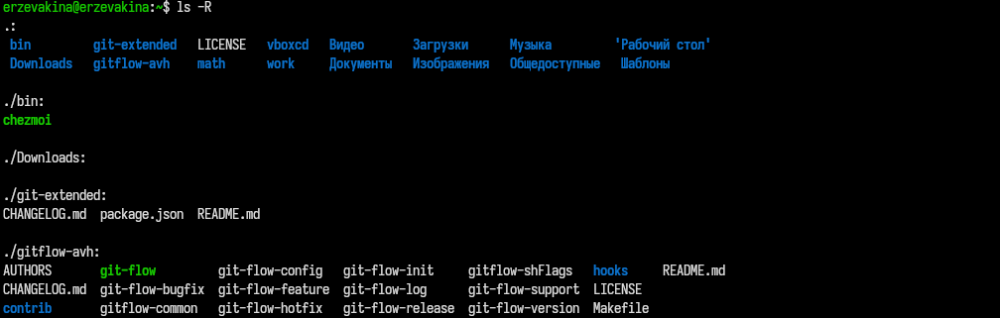 erzevakina@erzevakina:~$ ls -R
.:
bin git-extended LICENSE vboxcd Видео Загрузки Музыка 'Рабочий стол'
Downloads gitflow-avh math work Документы Изображения Общедоступные Шаблоны
./bin:
chezmoi
./Downloads:
./git-extended:
CHANGELOG.md package.json README.md
./gitflow-avh:
AUTHORS git-flow git-flow-config git-flow-init gitflow-shFlags hooks README.md
CHANGELOG.md git-flow-bugfix git-flow-feature git-flow-log git-flow-support LICENSE
contrib gitflow-common git-flow-hotfix git-flow-release git-flow-version Makefile